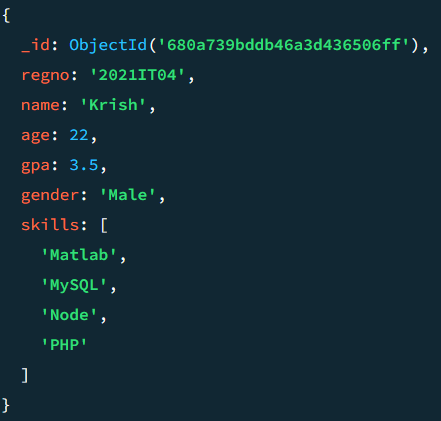 {
  _id: ObjectId('680a739bddb46a3d436506ff'),
  regno: '2021IT04',
  name: 'Krish',
  age: 22,
  gpa: 3.5,
  gender: 'Male',
  skills: [
    'Matlab',
    'MySQL',
    'Node',
    'PHP'
  ]
}